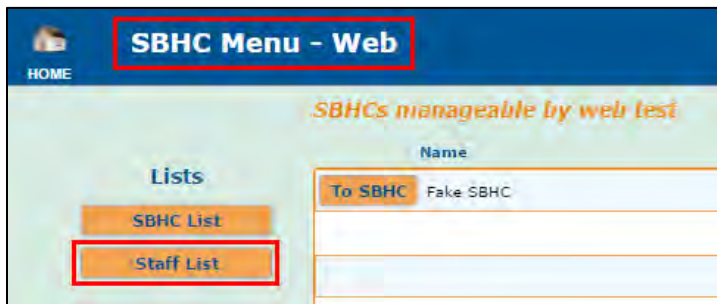 SBHC Menu - Web
HOME
SBHCs manageable by web test
Name
Lists
To SBHC Fake SBHC
SBHC List
Staff List